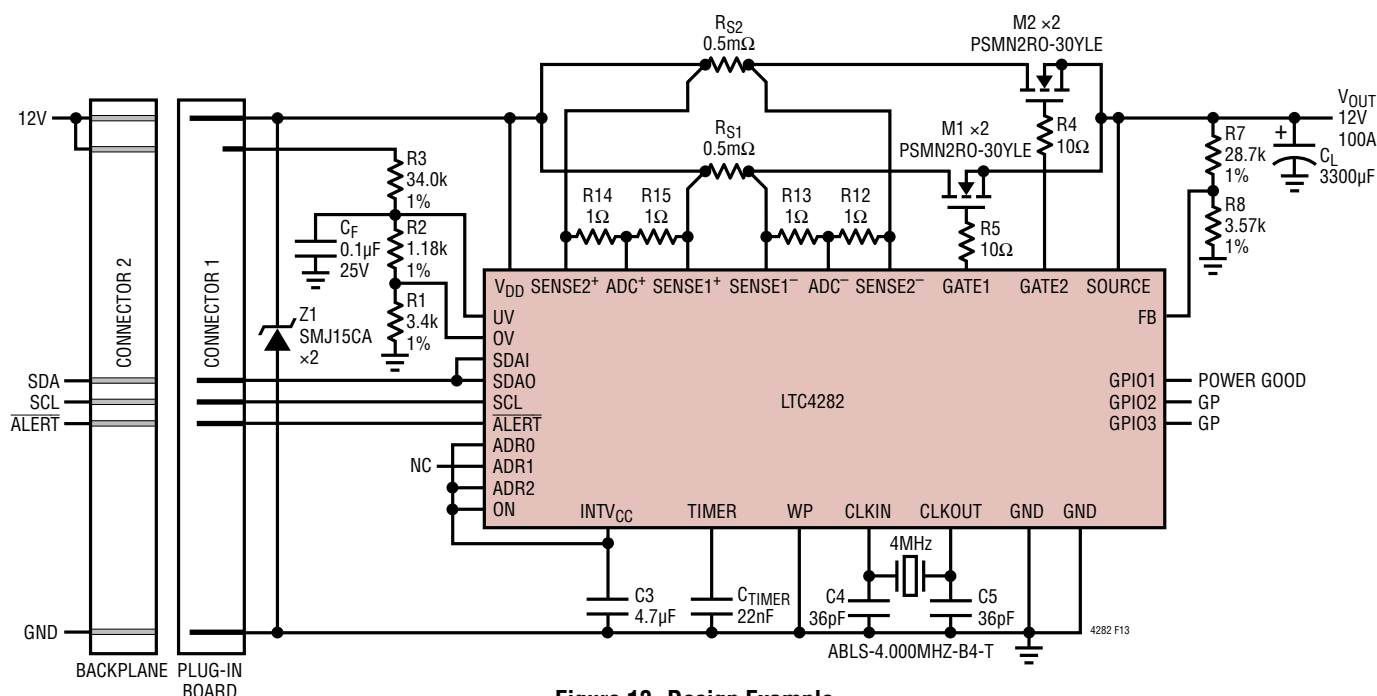 RS2
0.5mΩ
M2 ×2
PSMN2RO-30YLE
12V
RS1
0.5mΩ
M1 ×2
PSMN2RO-30YLE
R4
10Ω
VOUT
12V
100A
R7
28.7k
1%
+
CL
3300µF
R3
34.0k
1%
R14
1Ω
R15
1Ω
R13
1Ω
R12
1Ω
R5
10Ω
R8
3.57k
1%
CF
0.1µF
25V
R2
1.18k
1%
CONNECTOR 2
CONNECTOR 1
Z1
SMJ15CA
×2
R1
3.4k
1%
VDD SENSE2+ ADC+ SENSE1+ SENSE1− ADC− SENSE2− GATE1 GATE2 SOURCE
UV
OV
SDAI
SDAO
SCL
ALERT
ADR0
ADR1
ADR2
ON
FB
LTC4282
GPIO1 POWER GOOD
GPIO2 GP
GPIO3 GP
SDA
SCL
ALERT
NC
INTVCC TIMER WP CLKIN CLKOUT GND GND
4MHz
C3
4.7µF
CTIMER
22nF
C4
36pF
C5
36pF
GND
4282 F13
ABLS-4.000MHZ-B4-T
BACKPLANE
PLUG-IN
BOARD